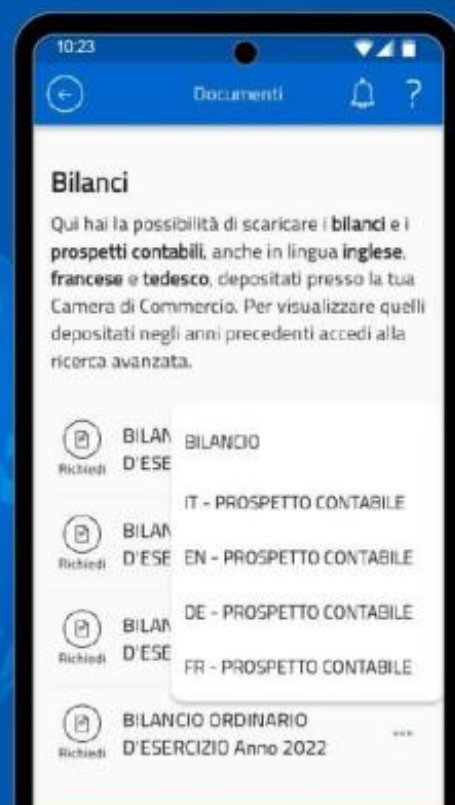 10:23
Documenti
?
Bilanci
Qui hai la possibilità di scaricare i bilanci e i
prospetti contabili, anche in lingua inglese,
francese e tedesco, depositati presso la tua
Camera di Commercio. Per visualizzare quelli
depositati negli anni precedenti accedi alla
ricerca avanzata.
BILAN
D'ESE
Richiedi
BILAN
D'ESE
Richiedi
BILAN
D'ESE
Richiedi
BILANCIO
IT - PROSPETTO CONTABILE
EN - PROSPETTO CONTABILE
DE - PROSPETTO CONTABILE
FR - PROSPETTO CONTABILE
BILANCIO ORDINARIO
D'ESERCIZIO Anno 2022
Richiedi